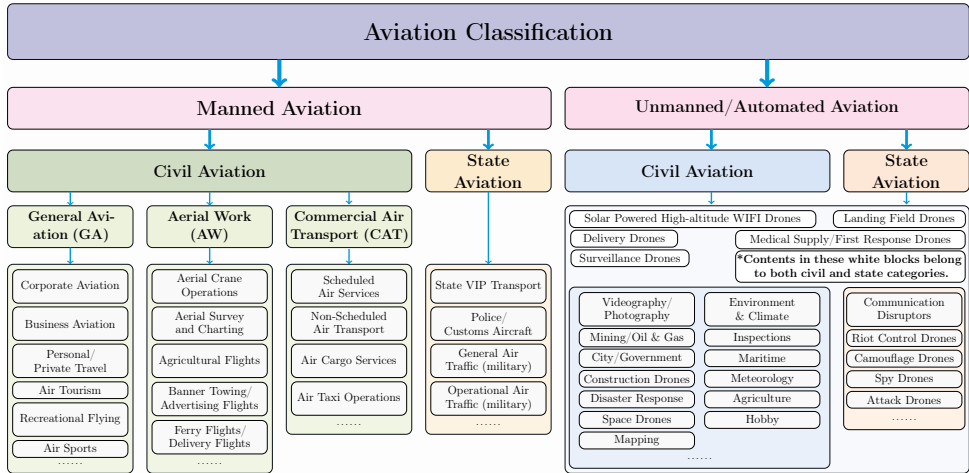 Aviation Classification
Manned Aviation
Unmanned/Automated Aviation
Civil Aviation
State
Aviation
Civil Aviation
State
Aviation
General Avi-
ation (GA)
Aerial Work
(AW)
Commercial Air
Transport (CAT)
Corporate Aviation
Business Aviation
Personal/
Private Travel
Air Tourism
Recreational Flying
Air Sports
......
Aerial Crane
Operations
Aerial Survey
and Charting
Agricultural Flights
Banner Towing/
Advertising Flights
Ferry Flights/
Delivery Flights
......
Scheduled
Air Services
Non-Scheduled
Air Transport
Air Cargo Services
Air Taxi Operations
......
State VIP Transport
Police/
Customs Aircraft
General Air
Traffic (military)
Operational Air
Traffic (military)
......
Solar Powered High-altitude WIFI Drones
Landing Field Drones
Delivery Drones
Medical Supply/First Response Drones
Surveillance Drones
*Contents in these white blocks belong
to both civil and state categories.
Videography/
Photography
Mining/Oil & Gas
City/Government
Construction Drones
Disaster Response
Space Drones
Mapping
Environment
& Climate
Inspections
Maritime
Meteorology
Agriculture
Hobby
......
Communication
Disruptors
Riot Control Drones
Camouflage Drones
Spy Drones
Attack Drones
......